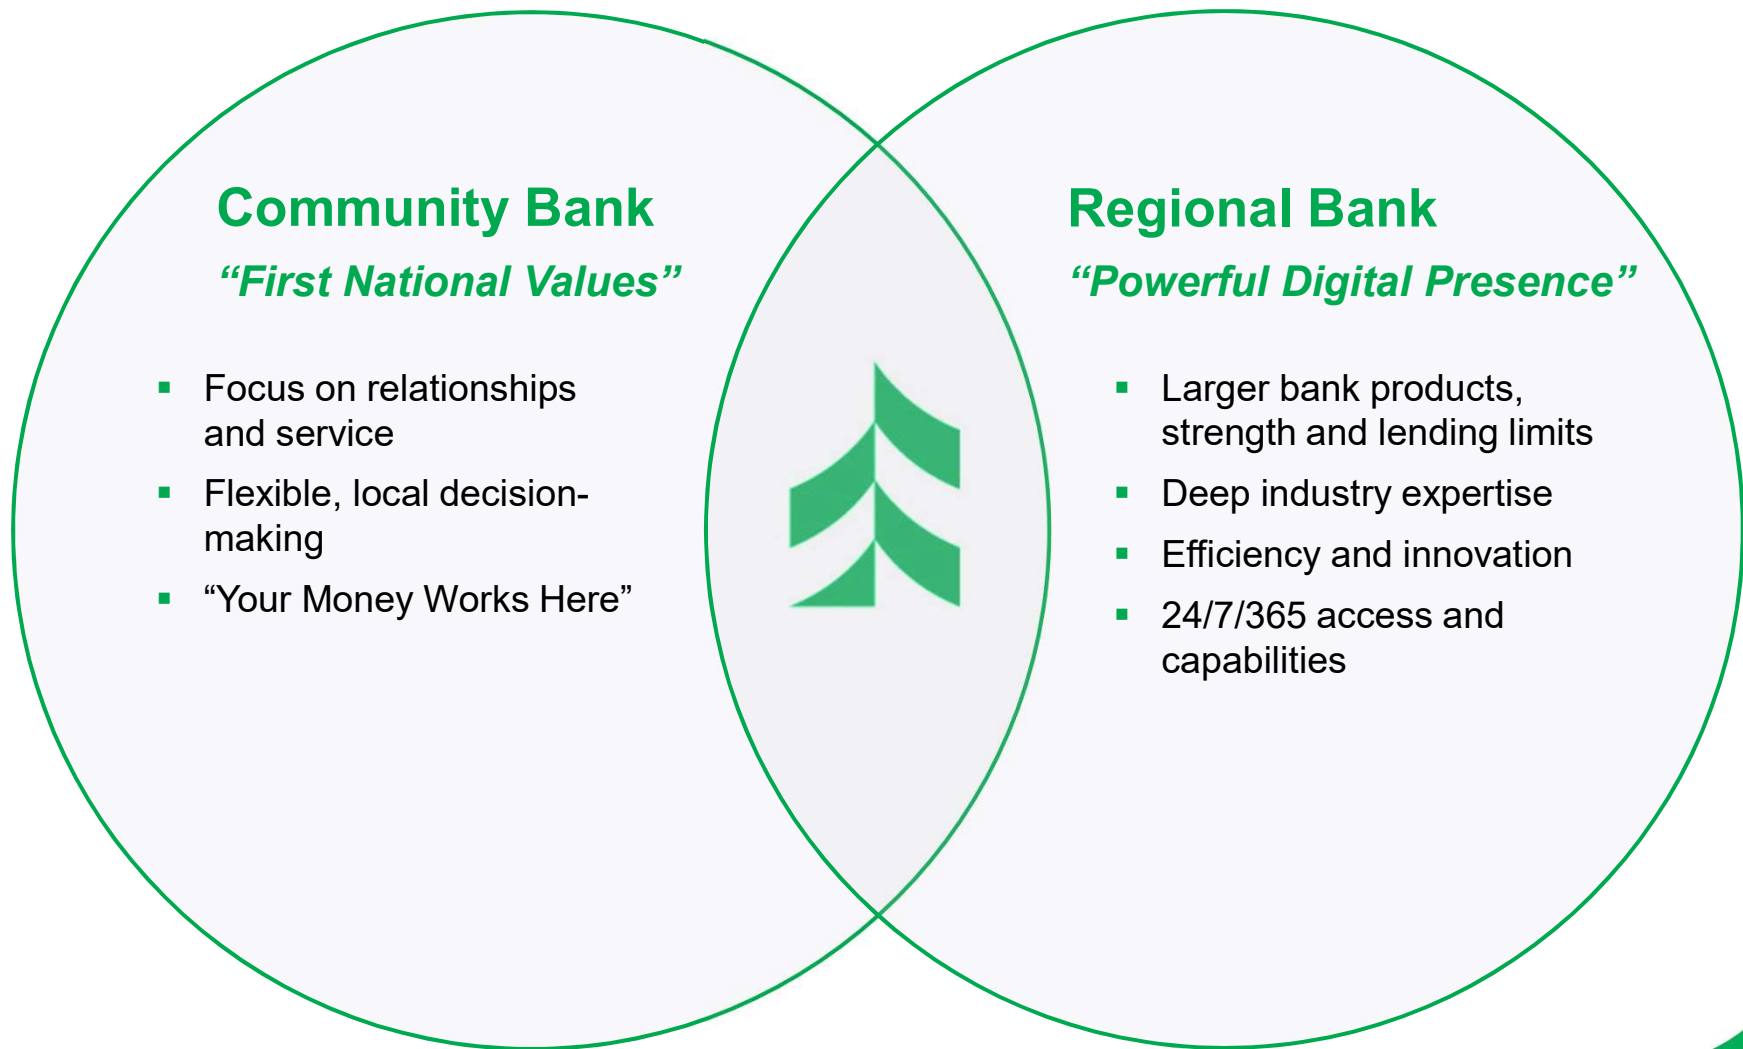 Community Bank
“First National Values”
▪ Focus on relationships
and service
▪ Flexible, local decision-
making
▪ “Your Money Works Here”
Regional Bank
“Powerful Digital Presence”
▪ Larger bank products,
strength and lending limits
▪ Deep industry expertise
▪ Efficiency and innovation
▪ 24/7/365 access and
capabilities